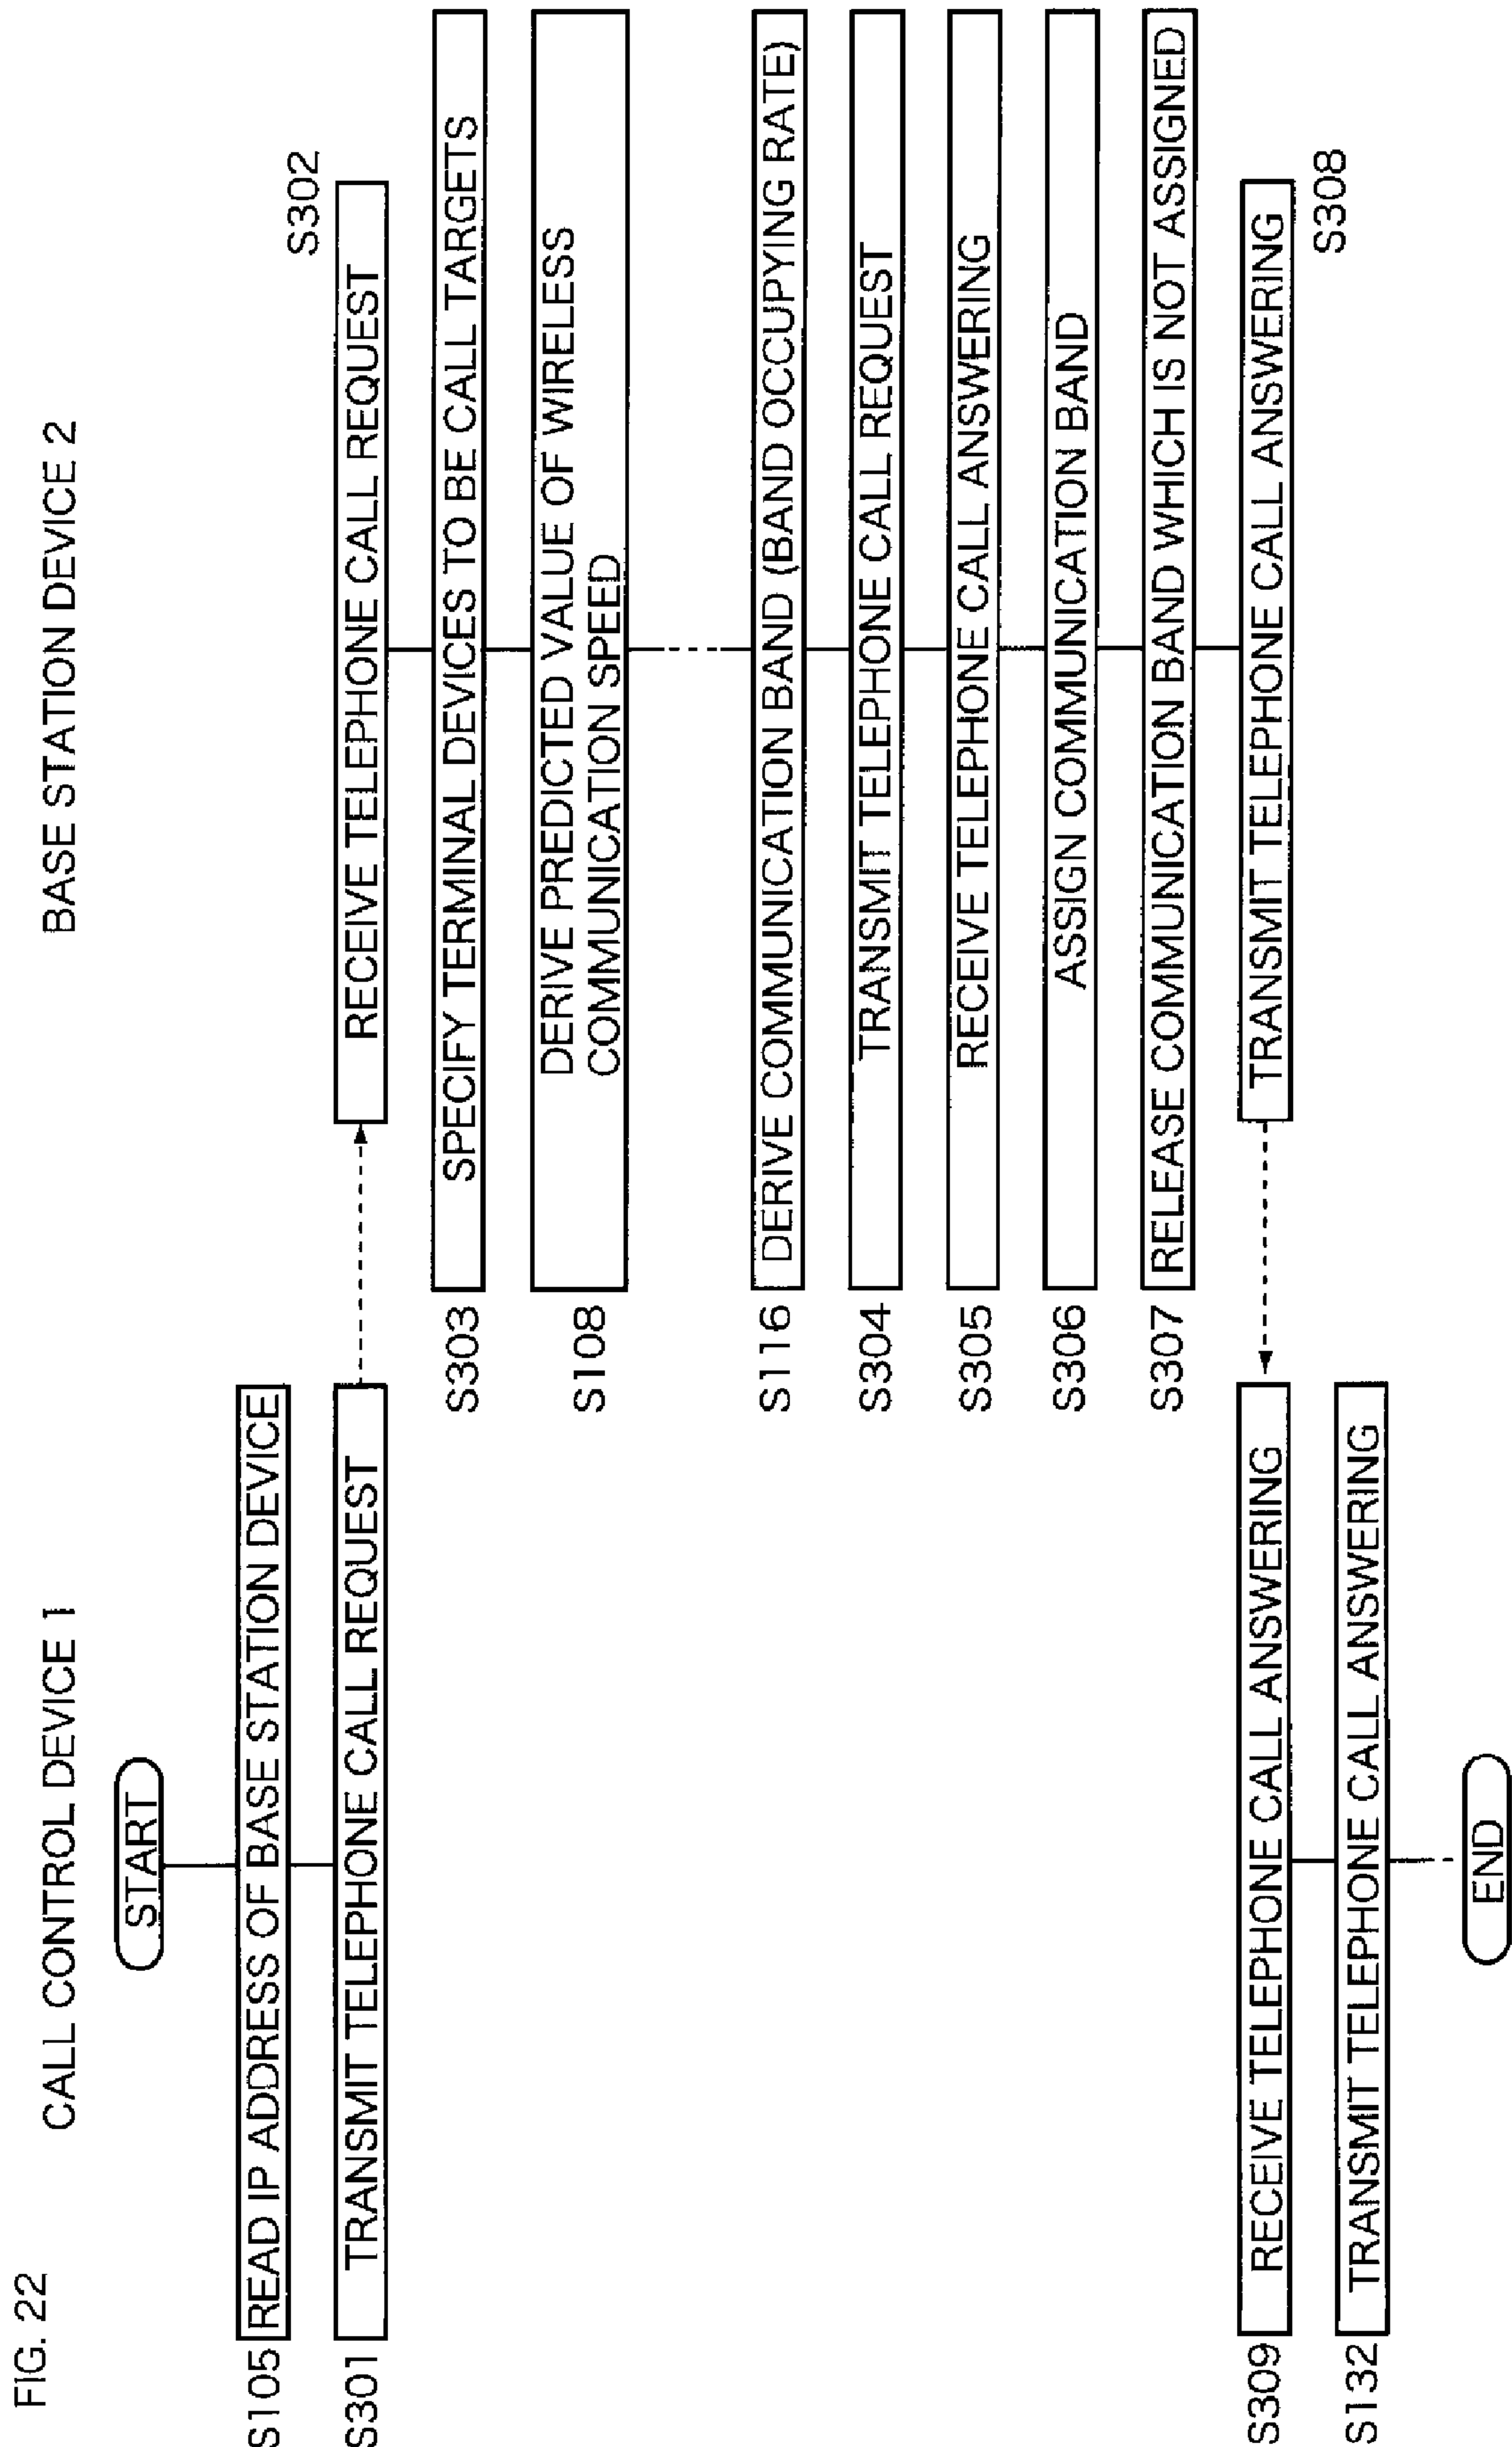 FIG. 22
CALL CONTROL DEVICE 1
BASE STATION DEVICE 2
START
S105 READ IP ADDRESS OF BASE STATION DEVICE
S301 TRANSMIT TELEPHONE CALL REQUEST
RECEIVE TELEPHONE CALL REQUEST
S302
S303 SPECIFY TERMINAL DEVICES TO BE CALL TARGETS
S108 DERIVE PREDICTED VALUE OF WIRELESS
COMMUNICATION SPEED
S116 DERIVE COMMUNICATION BAND (BAND OCCUPYING RATE)
S304 TRANSMIT TELEPHONE CALL REQUEST
S305 RECEIVE TELEPHONE CALL ANSWERING
S306 ASSIGN COMMUNICATION BAND
S307 RELEASE COMMUNICATION BAND WHICH IS NOT ASSIGNED
TRANSMIT TELEPHONE CALL ANSWERING
S308
S309 RECEIVE TELEPHONE CALL ANSWERING
S132 TRANSMIT TELEPHONE CALL ANSWERING
END